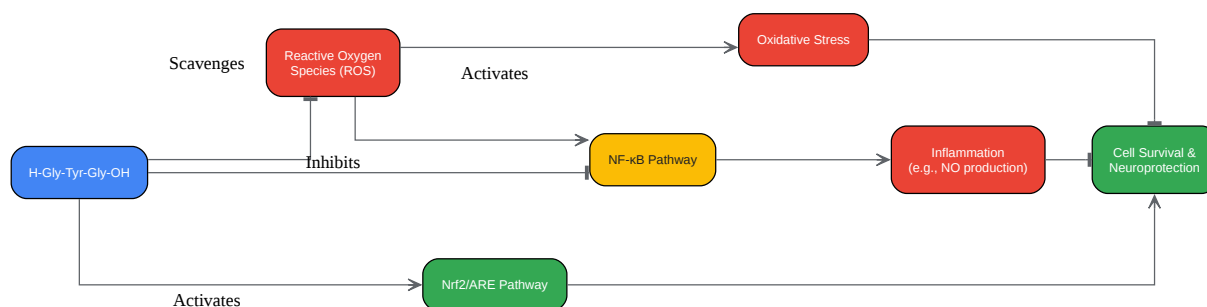 Oxidative Stress
Reactive Oxygen
Species (ROS)
Scavenges
Activates
H-Gly-Tyr-Gly-OH
Inhibits
NF-κB Pathway
Inflammation
(e.g., NO production)
Cell Survival &
Neuroprotection
Nrf2/ARE Pathway
Activates